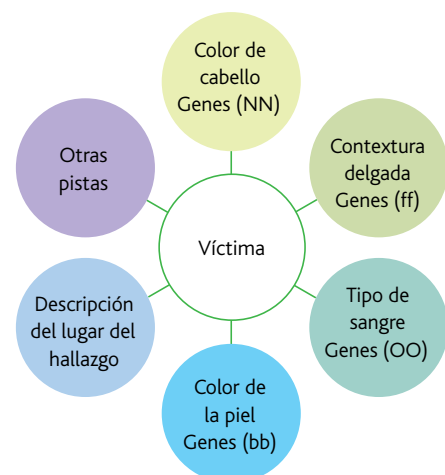 Color de
cabello
Genes (NN)
Otras
pistas
Contextura
delgada
Genes (ff)
Víctima
Descripción
del lugar del
hallazgo
Tipo de
sangre
Genes (OO)
Color de
la piel
Genes (bb)